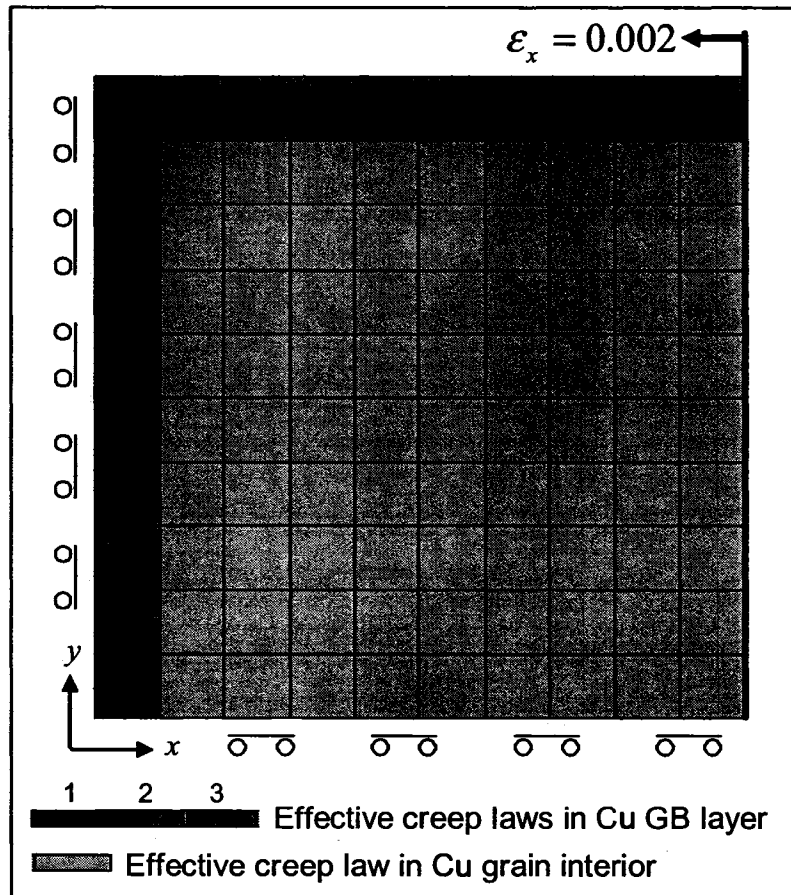 εₓ = 0.002
y
x
1 2 3
Effective creep laws in Cu GB layer
Effective creep law in Cu grain interior